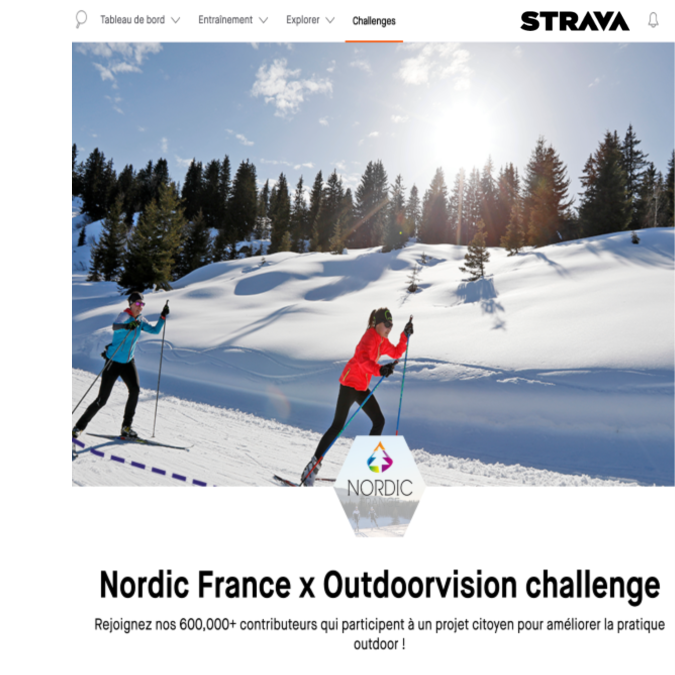 Tableau de bord Entraînement Explorer Challenges STRAVA
NORDIC
Nordic France x Outdoorvision challenge
Rejoignez nos 600,000+ contributeurs qui participent à un projet citoyen pour améliorer la pratique
outdoor !